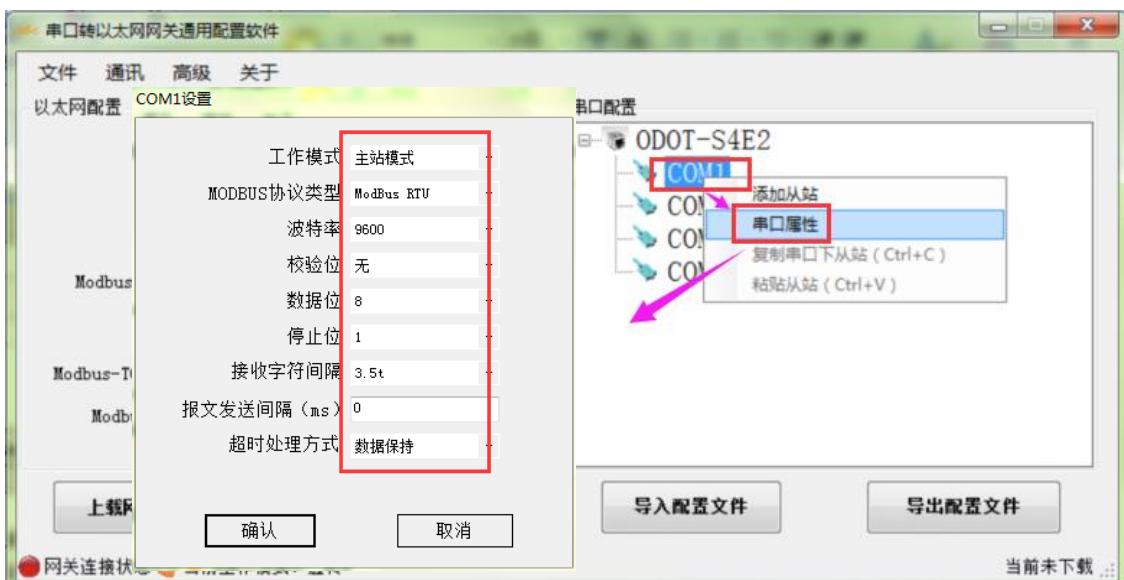 串口转以太网网关通用配置软件
文件 通讯 高级 关于
以太网配置
Modbus
COM1设置
工作模式 主站模式
MODBUS协议类型 ModBus RTU
波特率 9600
校验位 无
数据位 8
停止位 1
接收字符间隔 3.5t
报文发送间隔（ms） 0
超时处理方式 数据保持
确认 取消
串口配置
ODOT-S4E2
COM1
添加从站
串口属性
复制串口下从站（Ctrl+C）
粘贴从站（Ctrl+V）
导入配置文件 导出配置文件
网关连接状
当前未下载